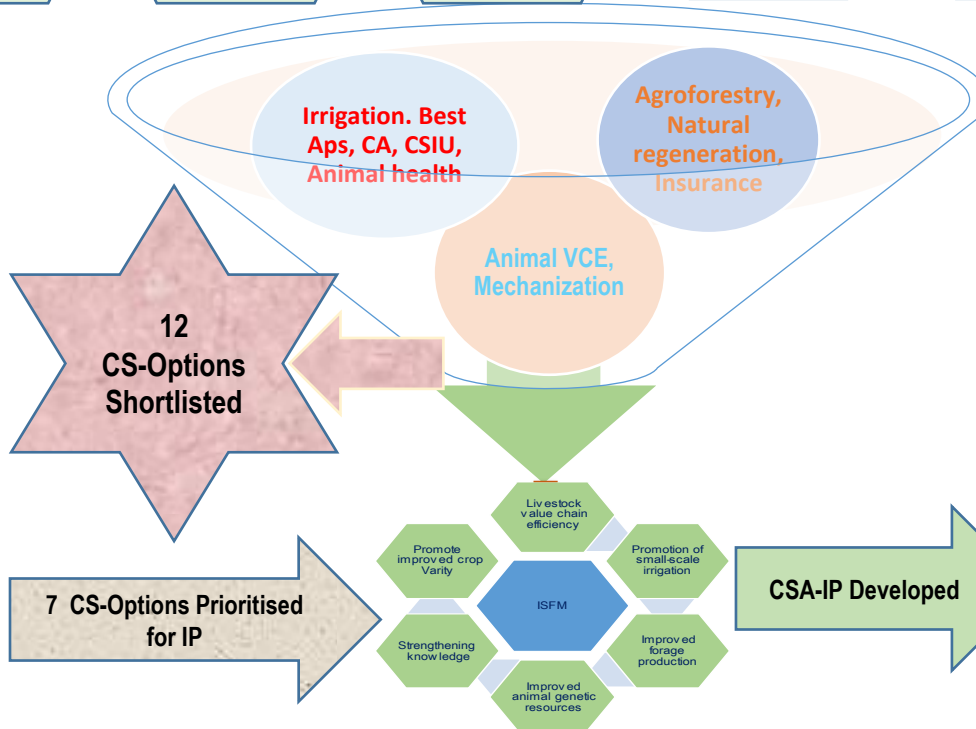 Irrigation. Best
Aps, CA, CSIU,
Animal health
Agroforestry,
Natural
regeneration,
Insurance
Animal VCE,
Mechanization
12
CS-Options
Shortlisted
7 CS-Options Prioritised
for IP
Livestock
value chain
efficiency
Promote
improved crop
Varity
Promotion of
small-scale
irrigation
ISFM
Strengthening
knowledge
Improved
forage
production
Improved
animal genetic
resources
CSA-IP Developed